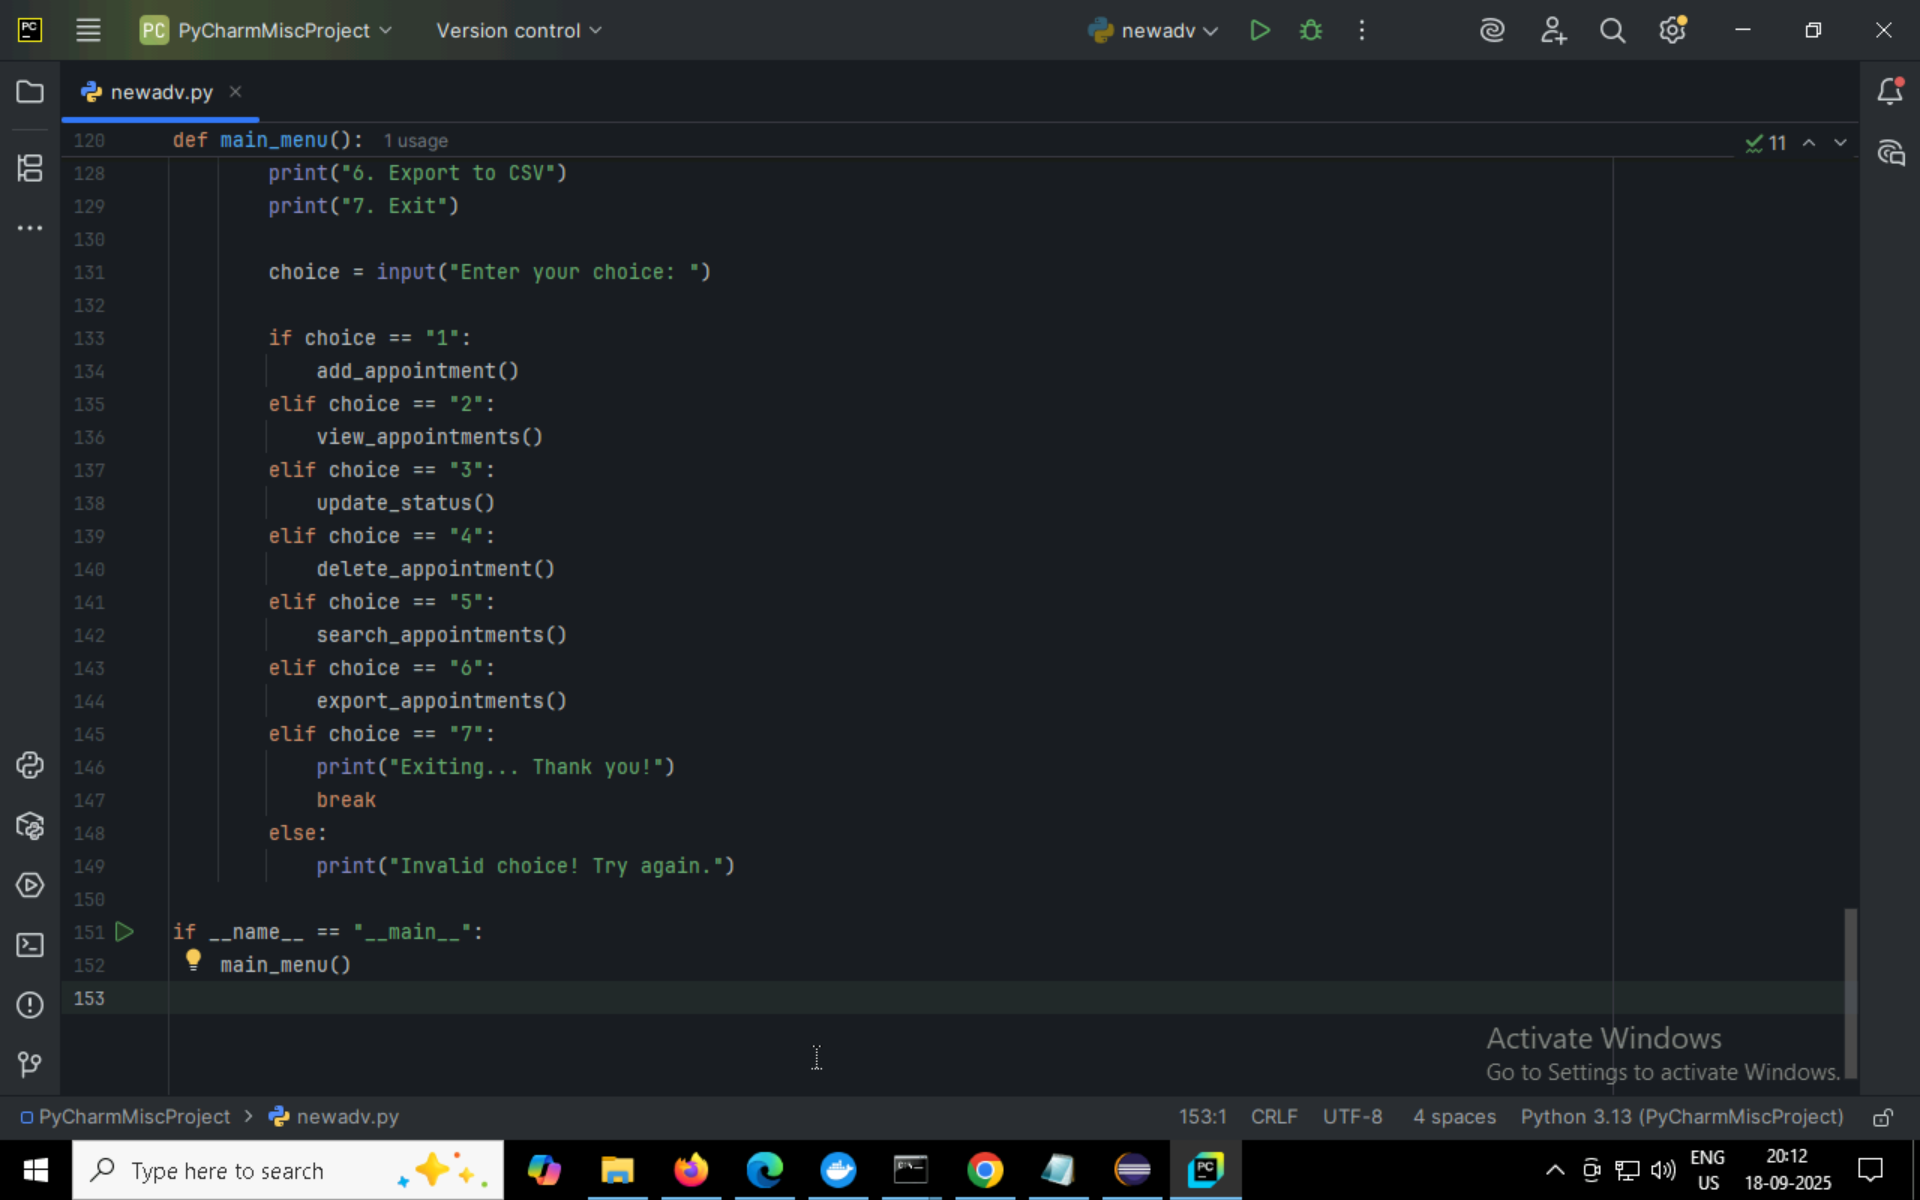 PC
PC PyCharmMiscProject
Version control
newadv
newadv.py
120 def main_menu(): 1 usage
11
128 print("6. Export to CSV")
129 print("7. Exit")
130
131 choice = input("Enter your choice: ")
132
133 if choice == "1":
134 add_appointment()
135 elif choice == "2":
136 view_appointments()
137 elif choice == "3":
138 update_status()
139 elif choice == "4":
140 delete_appointment()
141 elif choice == "5":
142 search_appointments()
143 elif choice == "6":
144 export_appointments()
145 elif choice == "7":
146 print("Exiting... Thank you!")
147 break
148 else:
149 print("Invalid choice! Try again.")
150
151 if __name__ == "__main__":
152 main_menu()
153
Activate Windows
Go to Settings to activate Windows.
PyCharmMiscProject > newadv.py
153:1 CRLF UTF-8 4 spaces Python 3.13 (PyCharmMiscProject)
Type here to search
PC
ENG
US
20:12
18-09-2025